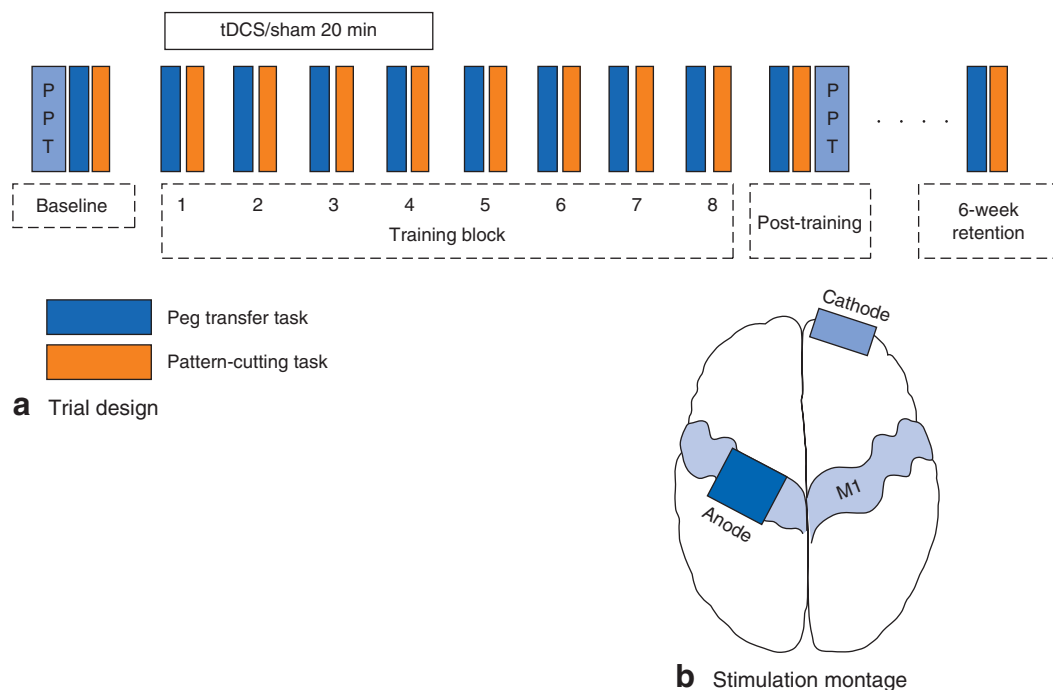 tDCS/sham 20 min
P
P
T
P
P
T
Baseline
1 2 3 4 5 6 7 8
Training block
Post-training
6-week
retention
Peg transfer task
Pattern-cutting task
a Trial design
Cathode
M1
Anode
b Stimulation montage